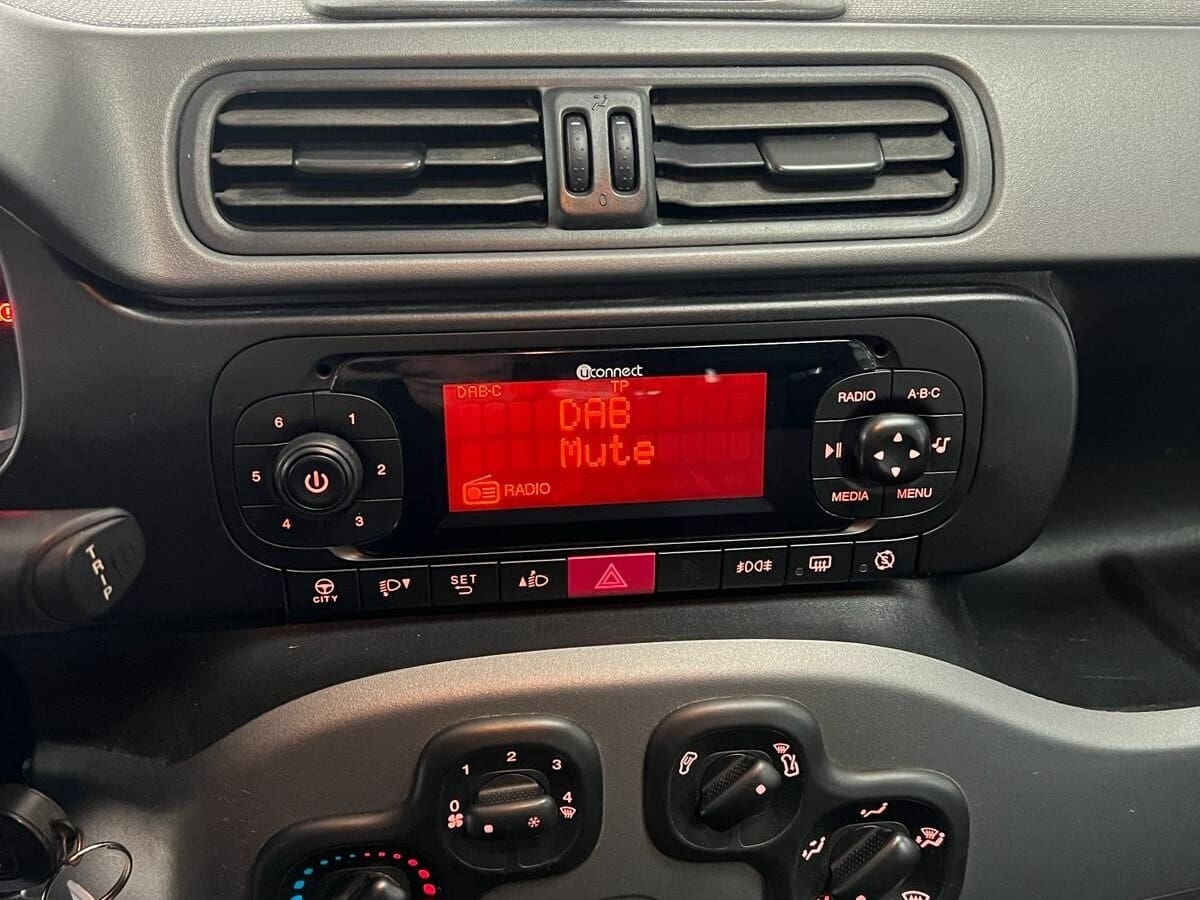 uconnect
DAB-C
TP
DAB
Mute
RADIO
6
1
5
2
4
3
RADIO
A·B·C
MEDIA
MENU
TRIP
CITY
SET
0
1
2
3
4
0